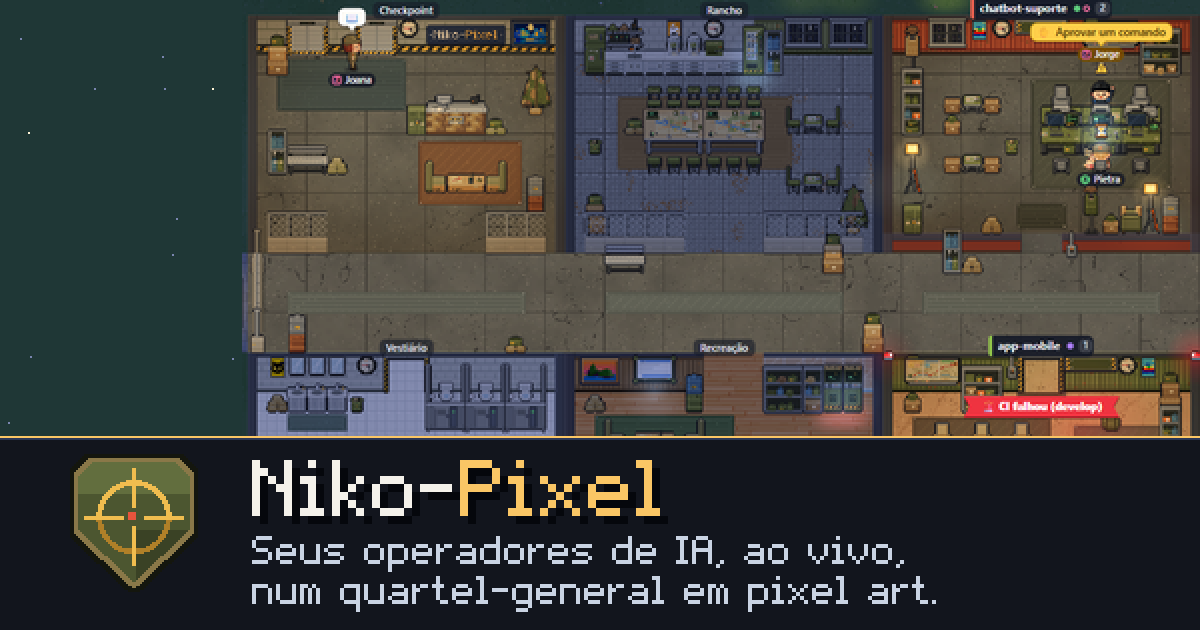 Checkpoint
Rancho
chatbot-suporte 2
Niko-Pixel
Aprovar um comando
Jorge
Joana
Pietra
Vestiário
Recreação
app-mobile 1
CI falhou (develop)
Niko-Pixel
Seus operadores de IA, ao vivo,
num quartel-general em pixel art.